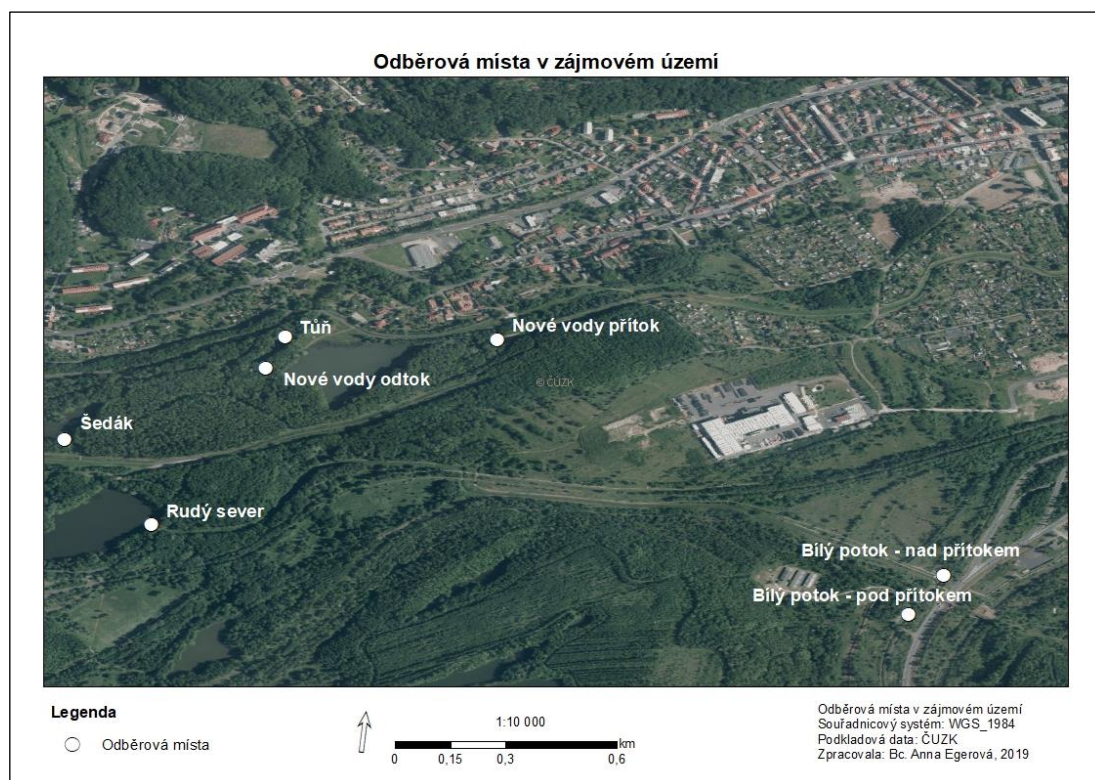 Odběrová místa v zájmovém území
Tůň
Nové vody přítok
Nové vody odtok
© ČÚZK
Šedák
Rudý sever
Bílý potok - nad přítokem
Bílý potok - pod přítokem
Legenda
Odběrová místa
1:10 000
km
0 0,15 0,3 0,6
Odběrová místa v zájmovém území
Souřadnicový systém: WGS_1984
Podkladová data: ČUZK
Zpracovala: Bc. Anna Egerová, 2019